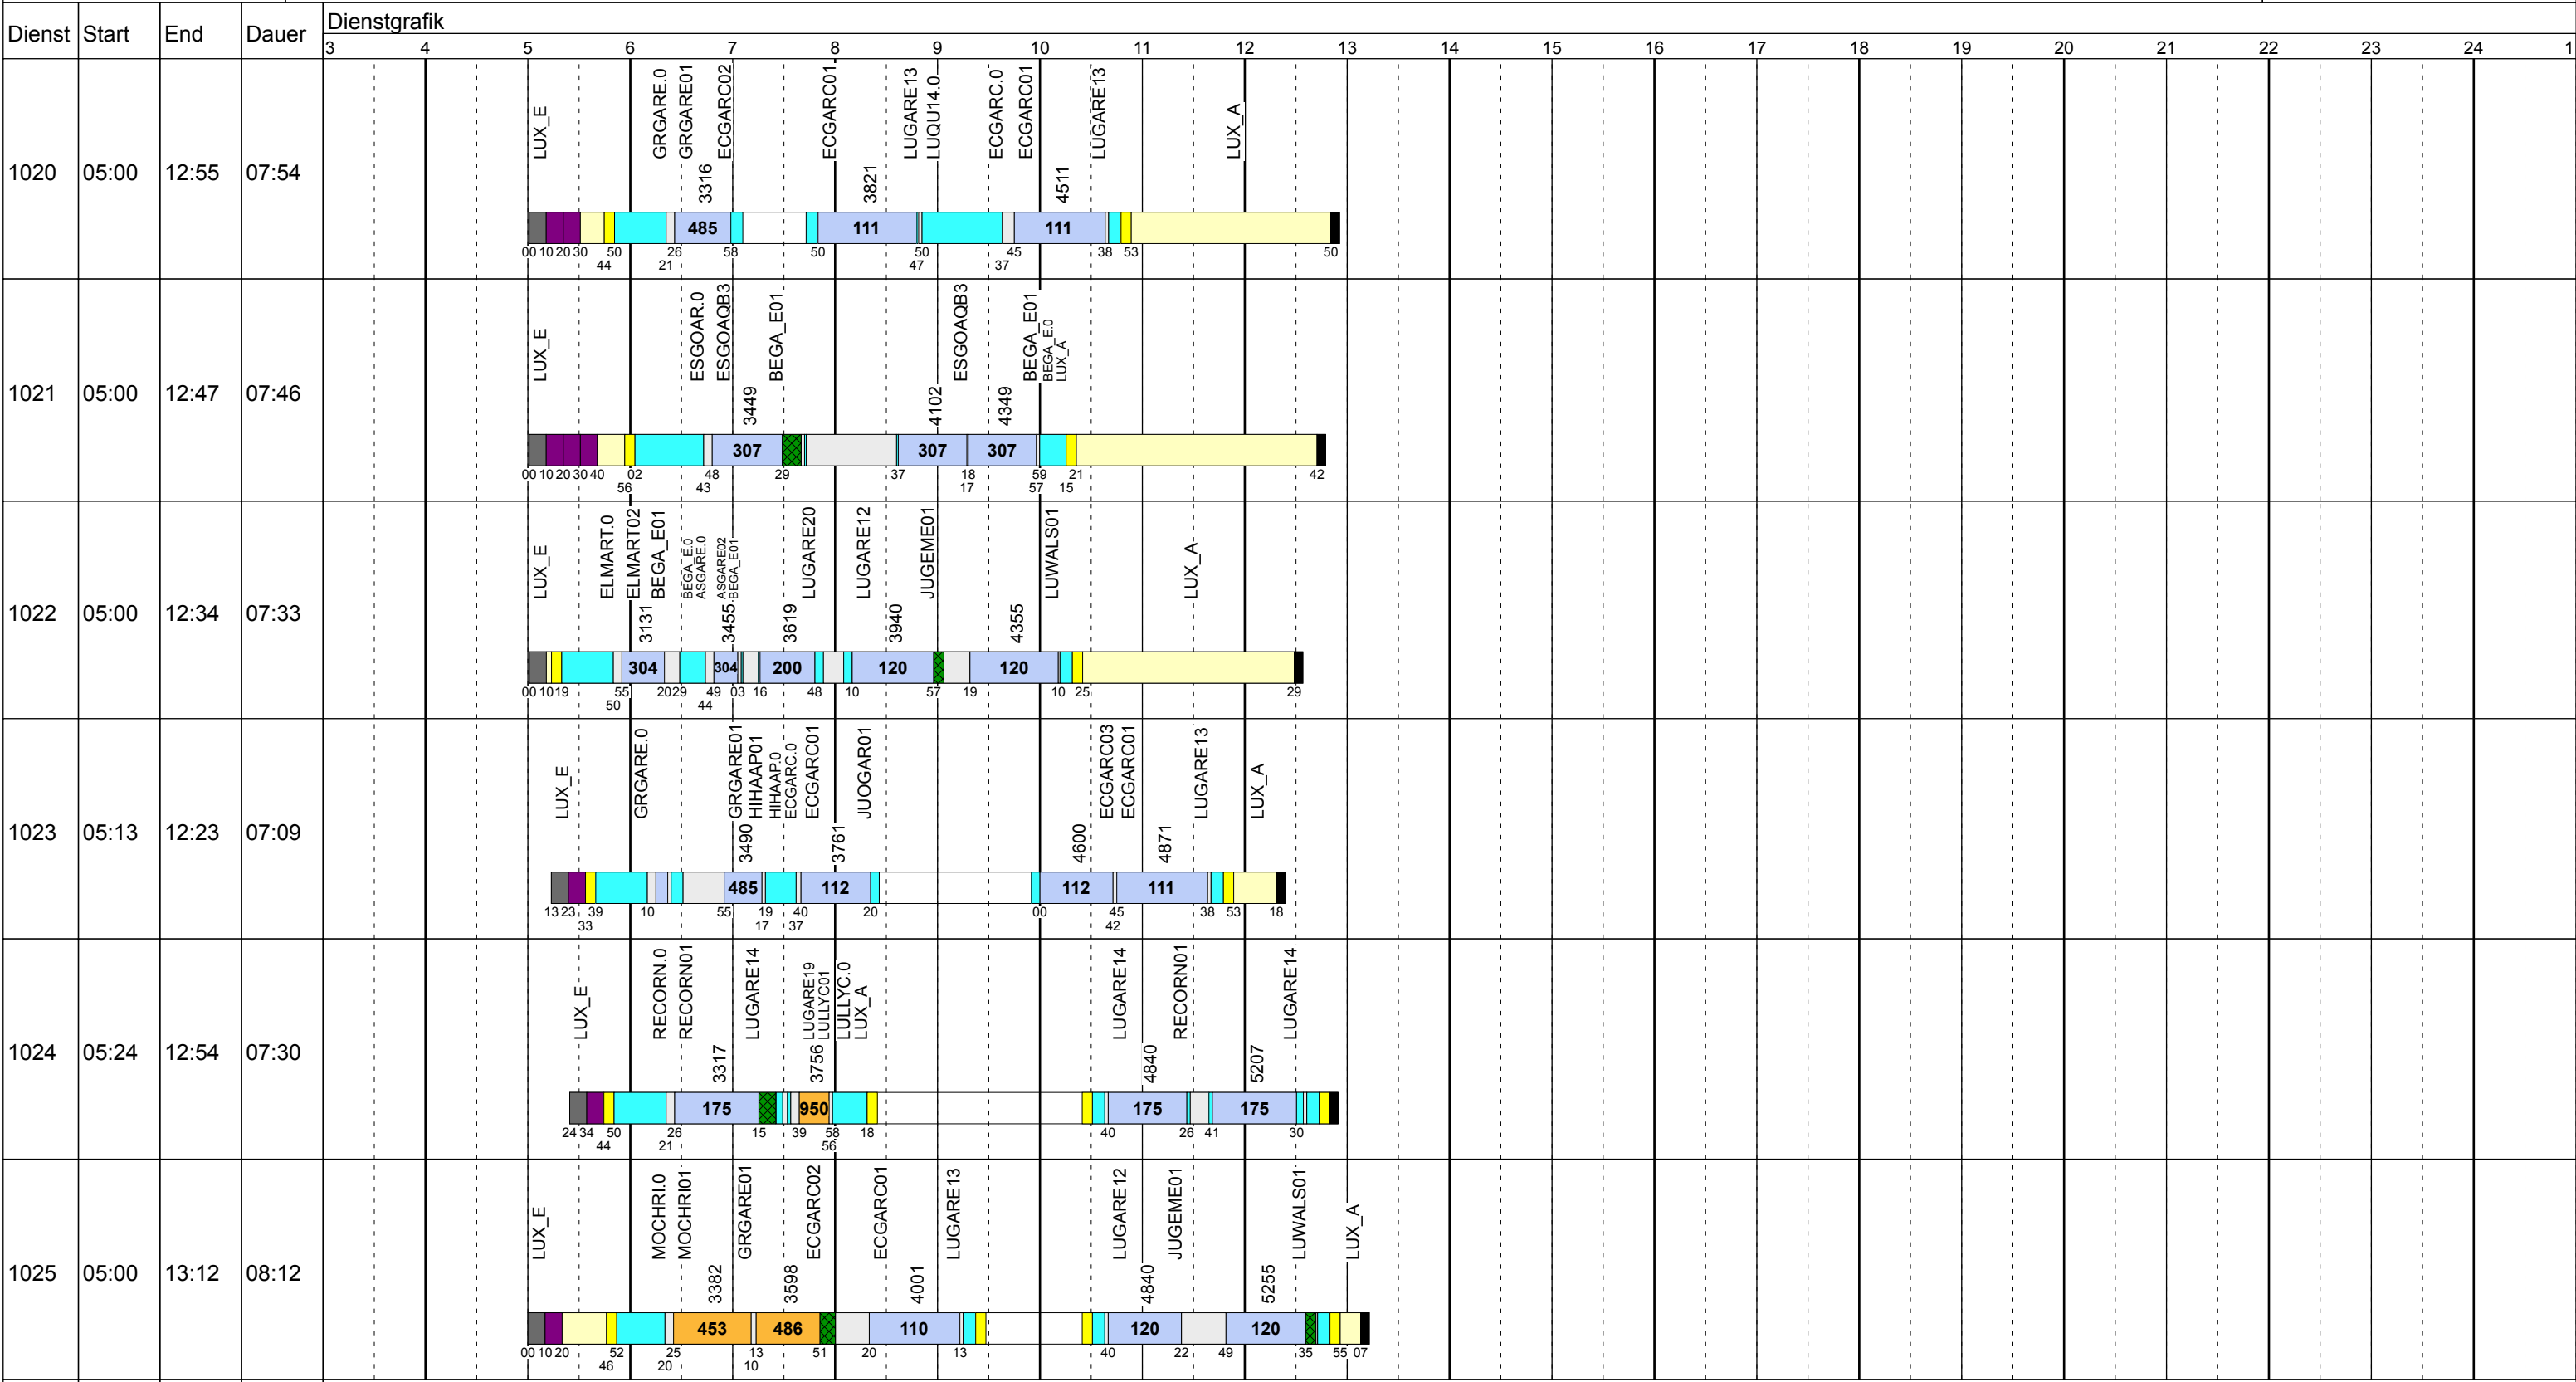 Dienst Start End Dauer Dienstgrafik
3 4 5 6 7 8 9 10 11 12 13 14 15 16 17 18 19 20 21 22 23 24 1
LUX_E GRGARE.0 GRGARE01 ECGARC02 ECGARC01 LUGARE13 LUQU14.0 ECGARC.0 ECGARC01 LUGARE13 LUX_A
3316 3821 4511
1020 05:00 12:55 07:54
485 111 111
00 10 20 30 50 26 58 50 50 45 38 53 50
44 21 47 37
LUX_E ESGOAR.0 ESGOAQB3 BEGA_E01 ESGOAQB3 BEGA_E01 BEGA_E.0 LUX_A
3449 4102 4349
1021 05:00 12:47 07:46
307 307 307
00 10 20 30 40 02 48 29 37 18 59 21 42
56 43 17 57 15
LUX_E ELMART.0 ELMART02 BEGA_E01 BEGA_E.0 ASGARE.0 ASGARE02 BEGA_E01 LUGARE20 LUGARE12 JUGEME01 LUWALS01 LUX_A
3131 3455 3619 3940 4355
1022 05:00 12:34 07:33
304 304 200 120 120
00 10 19 55 20 29 49 03 16 48 10 57 19 10 25 29
50 44
LUX_E GRGARE.0 GRGARE01 HIHAAP01 HIHAAP.0 ECGARC.0 ECGARC01 JUOGAR01 ECGARC03 ECGARC01 LUGARE13 LUX_A
3490 3761 4600 4871
1023 05:13 12:23 07:09
485 112 112 111
13 23 39 10 55 19 40 20 00 45 38 53 18
33 17 37 42
LUX_E RECORN.0 RECORN01 LUGARE14 LUGARE19 LULLYC01 LULLYC.0 LUX_A LUGARE14 RECORN01 LUGARE14
3317 3756 4840 5207
1024 05:24 12:54 07:30
175 950 175 175
24 34 50 26 15 39 58 18 40 26 41 30
44 21 56
LUX_E MOCHRI.0 MOCHRI01 GRGARE01 ECGARC02 ECGARC01 LUGARE13 LUGARE12 JUGEME01 LUWALS01 LUX_A
3382 3598 4001 4840 5255
1025 05:00 13:12 08:12
453 486 110 120 120
00 10 20 52 25 13 51 20 13 40 22 49 35 55 07
46 20 10